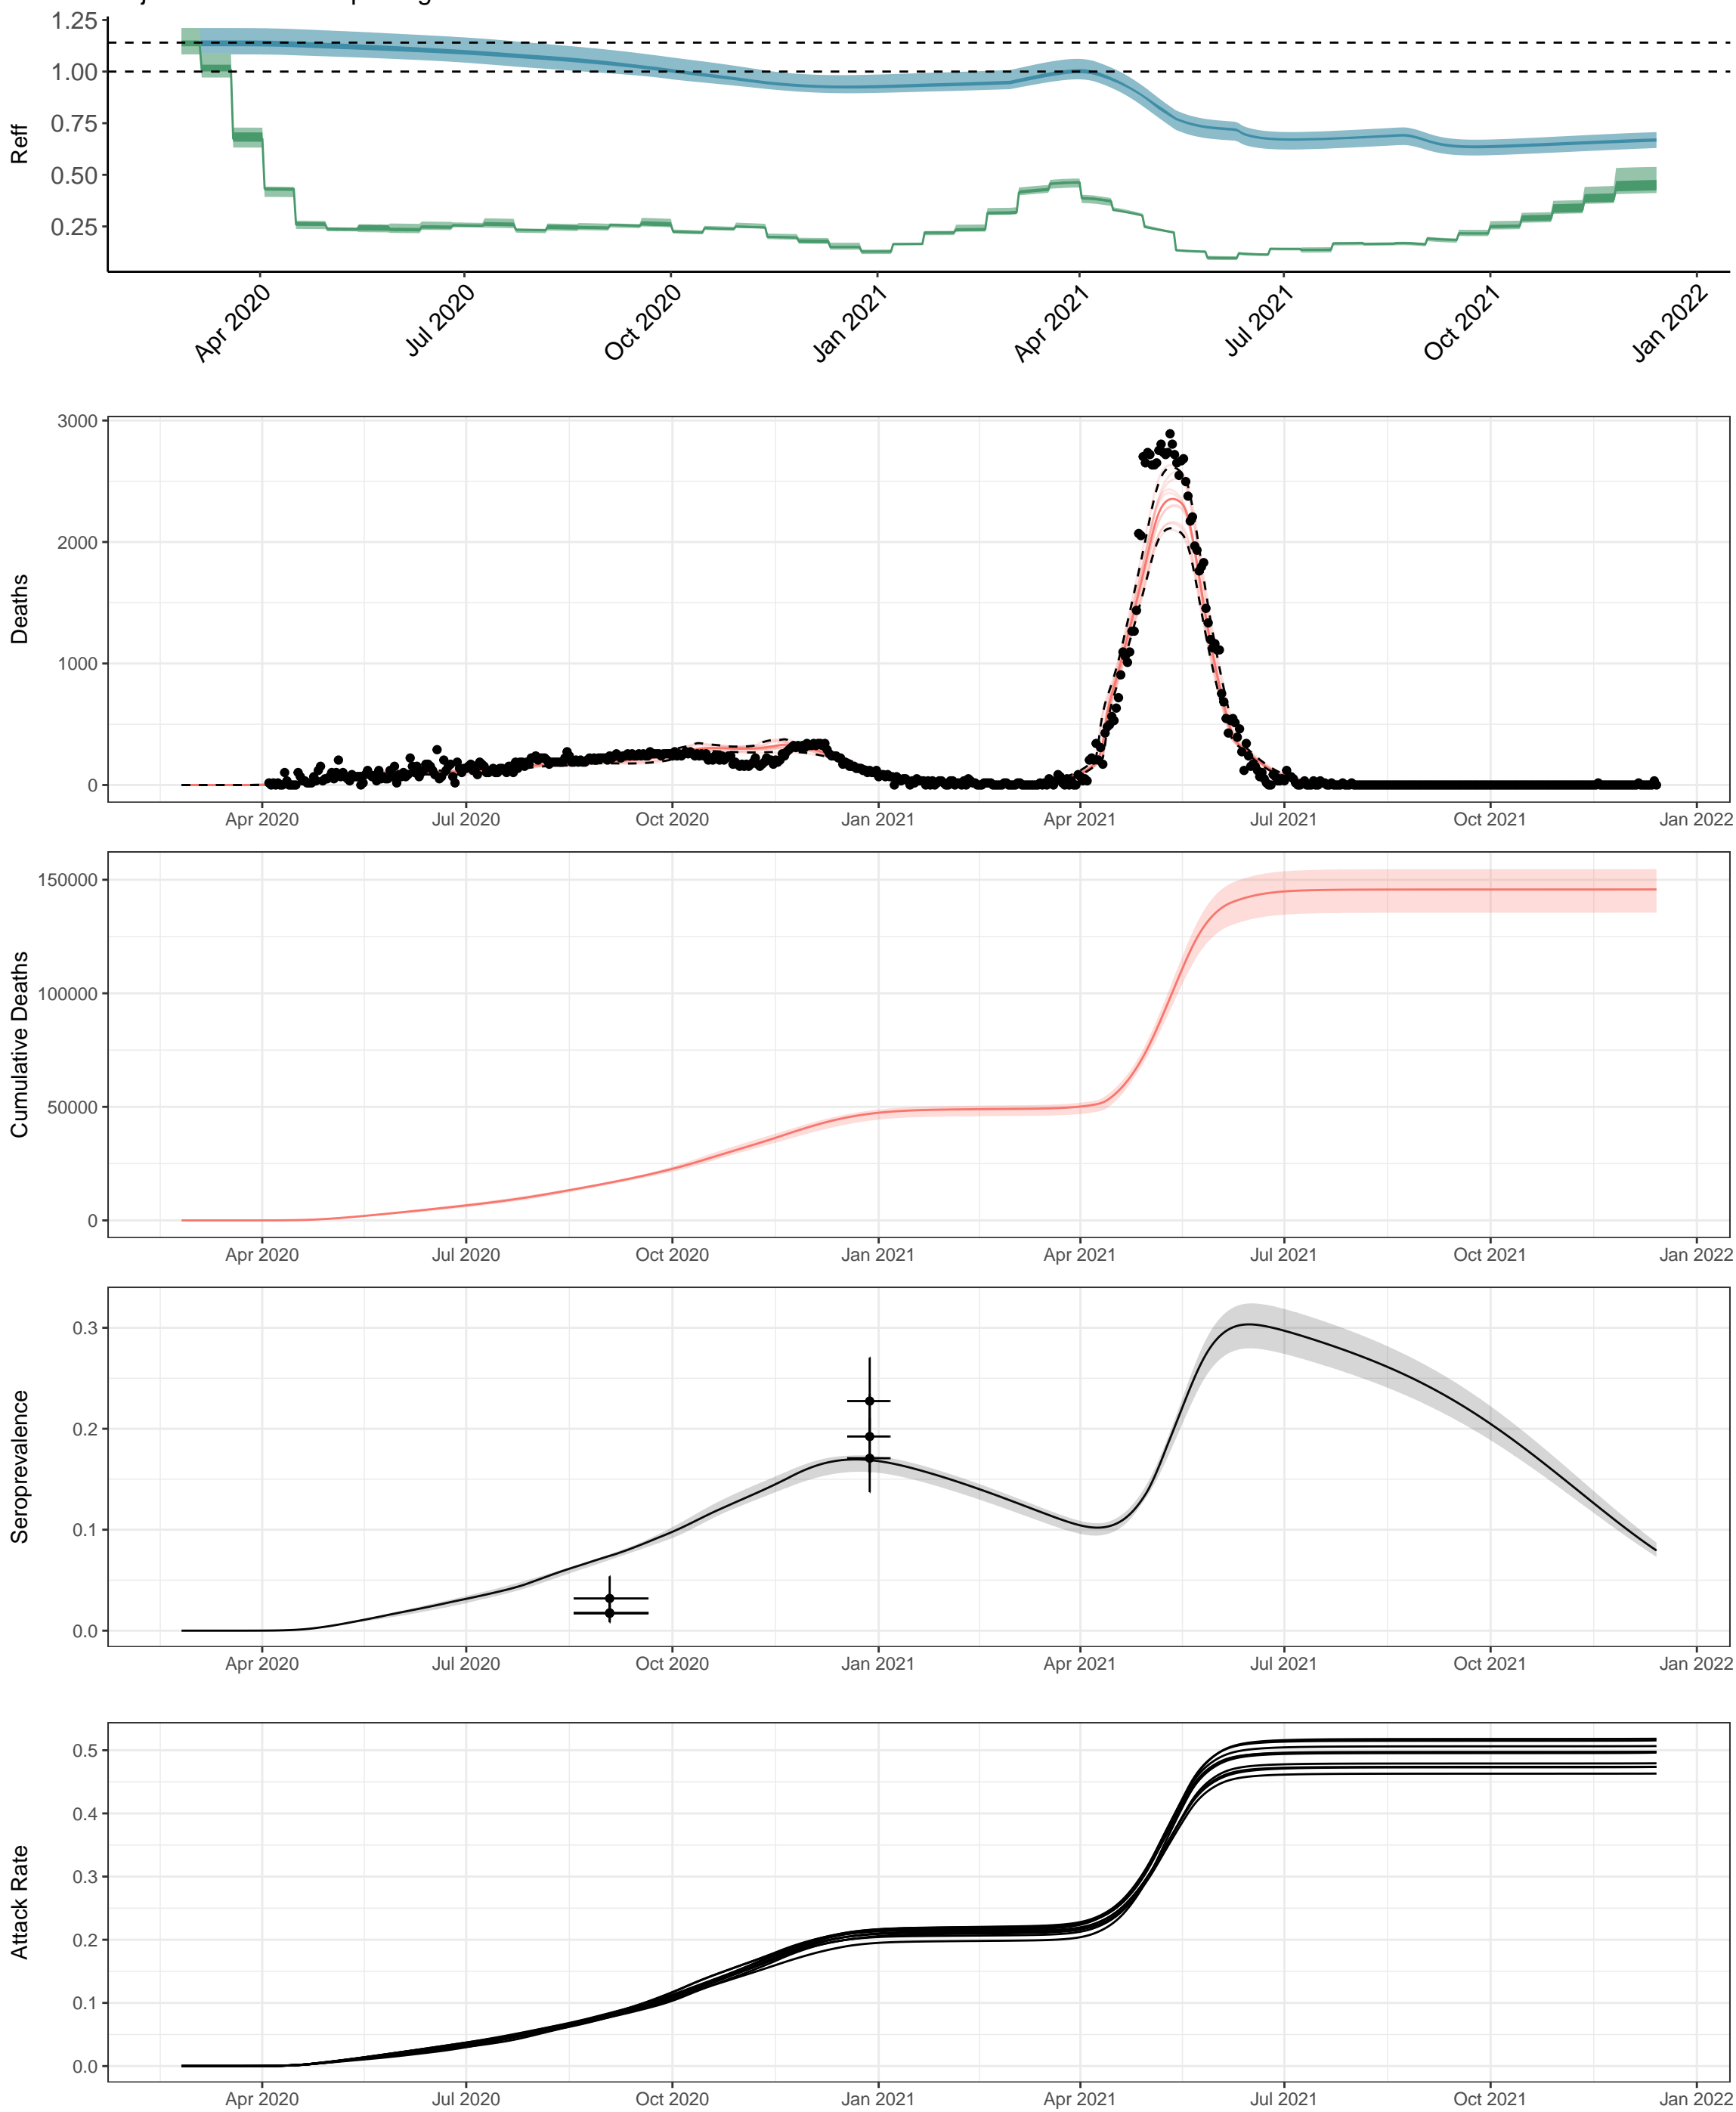 1.25
1.00
0.75
0.50
0.25
Reff
Apr 2020
Jul 2020
Oct 2020
Jan 2021
Apr 2021
Jul 2021
Oct 2021
Jan 2022
3000
2000
1000
0
Deaths
Apr 2020
Jul 2020
Oct 2020
Jan 2021
Apr 2021
Jul 2021
Oct 2021
Jan 2022
150000
100000
50000
0
Cumulative Deaths
Apr 2020
Jul 2020
Oct 2020
Jan 2021
Apr 2021
Jul 2021
Oct 2021
Jan 2022
0.3
0.2
0.1
0.0
Seroprevalence
Apr 2020
Jul 2020
Oct 2020
Jan 2021
Apr 2021
Jul 2021
Oct 2021
Jan 2022
0.5
0.4
0.3
0.2
0.1
0.0
Attack Rate
Apr 2020
Jul 2020
Oct 2020
Jan 2021
Apr 2021
Jul 2021
Oct 2021
Jan 2022